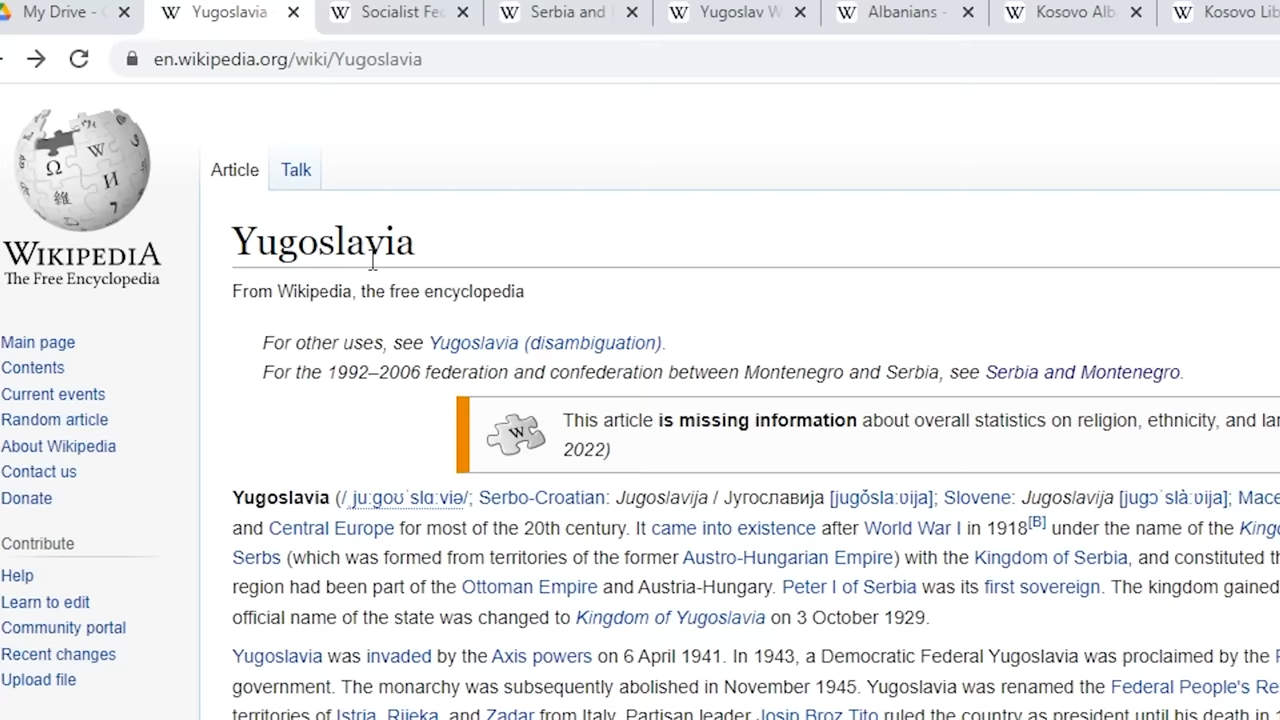 My Drive -
Yugoslavia
Socialist Fe
Serbia and
Yugoslav W
Albanians -
Kosovo Alb
Kosovo Lib
en.wikipedia.org/wiki/Yugoslavia
Article
Talk
WIKIPEDIA
The Free Encyclopedia
Yugoslavia
From Wikipedia, the free encyclopedia
For other uses, see Yugoslavia (disambiguation).
For the 1992–2006 federation and confederation between Montenegro and Serbia, see Serbia and Montenegro.
This article is missing information about overall statistics on religion, ethnicity, and
2022)
Main page
Contents
Current events
Random article
About Wikipedia
Contact us
Donate
Contribute
Help
Learn to edit
Community portal
Recent changes
Upload file
Yugoslavia (/ˌjuːɡoʊˈslɑːviə/; Serbo-Croatian: Jugoslavija / Југославија [juɡǒslaːʋija]; Slovene: Jugoslavija [juɡɔˈslàːʋija];
and Central Europe for most of the 20th century. It came into existence after World War I in 1918[B] under the name of the
Serbs (which was formed from territories of the former Austro-Hungarian Empire) with the Kingdom of Serbia, and constituted
region had been part of the Ottoman Empire and Austria-Hungary. Peter I of Serbia was its first sovereign. The kingdom gained
official name of the state was changed to Kingdom of Yugoslavia on 3 October 1929.
Yugoslavia was invaded by the Axis powers on 6 April 1941. In 1943, a Democratic Federal Yugoslavia was proclaimed by the
government. The monarchy was subsequently abolished in November 1945. Yugoslavia was renamed the Federal People's
territories of Istria, Rijeka, and Zadar from Italy. Partisan leader Josip Broz Tito ruled the country as president until his death in